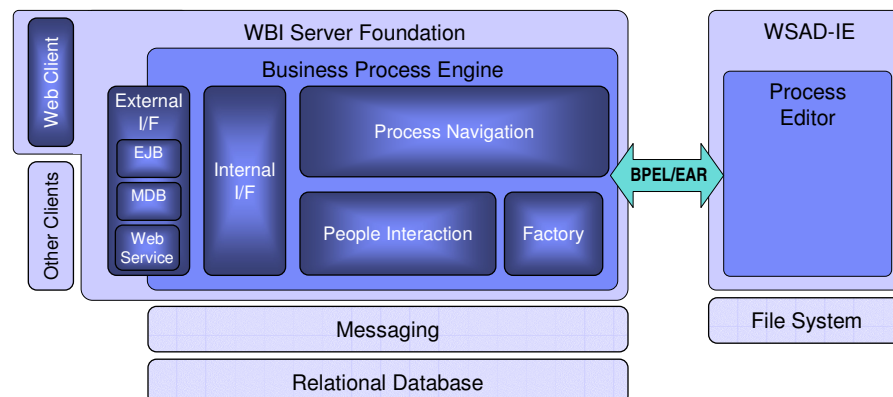 WBI Server Foundation
WSAD-IE
Web Client
Business Process Engine
External
I/F
EJB
MDB
Web
Service
Internal
I/F
Process Navigation
People Interaction
Factory
BPEL/EAR
Process
Editor
Other Clients
Messaging
File System
Relational Database